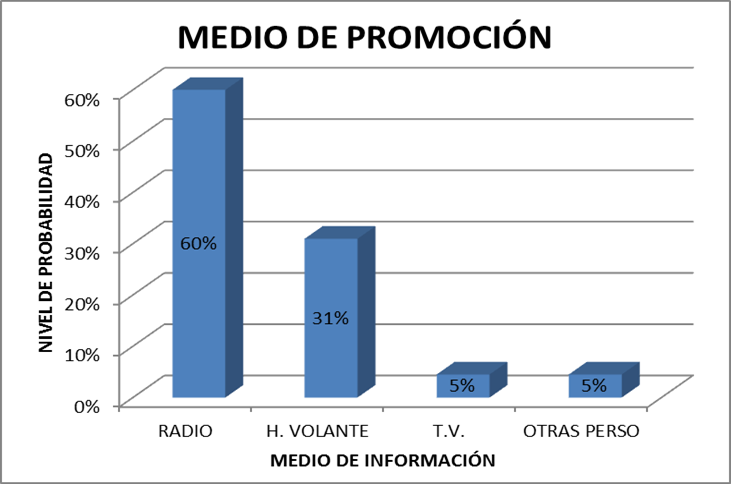 MEDIO DE PROMOCIÓN
NIVEL DE PROBABILIDAD
60%
50%
40%
30%
20%
10%
0%
60%
31%
5%
5%
RADIO
H. VOLANTE
T.V.
OTRAS PERSO
MEDIO DE INFORMACIÓN